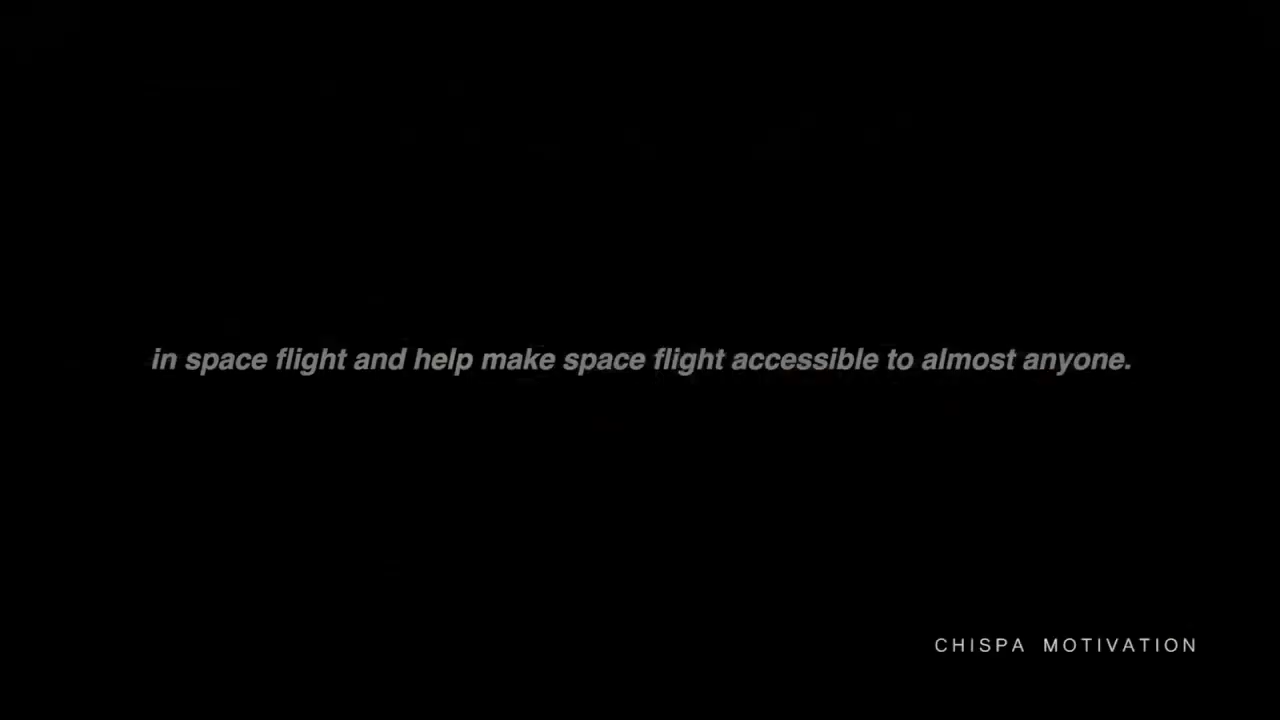 in space flight and help make space flight accessible to almost anyone.
CHISPA MOTIVATION